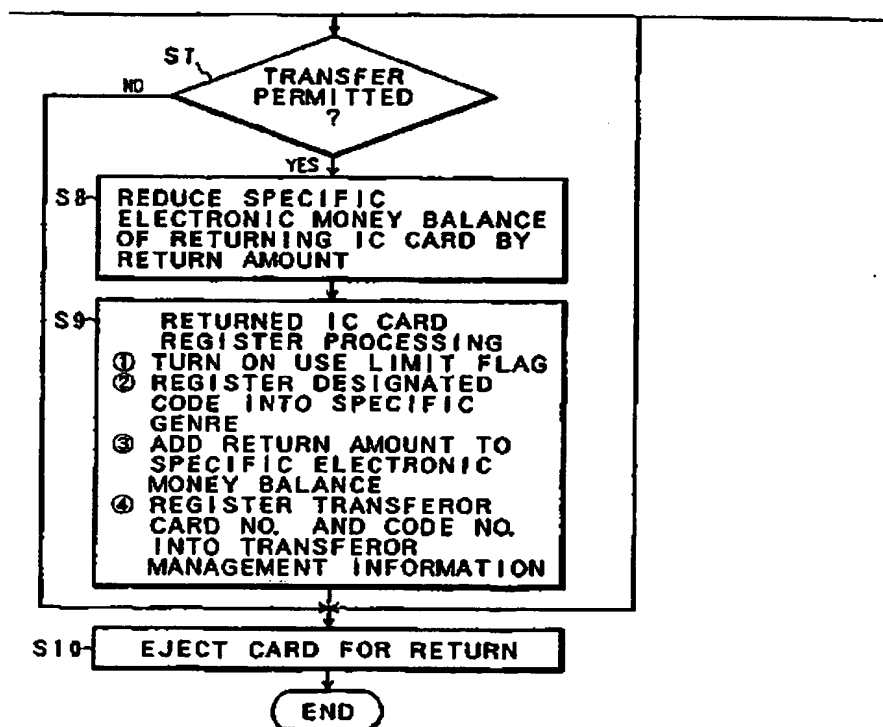 S7
TRANSFER
PERMITTED
?
NO
YES
S8
REDUCE SPECIFIC
ELECTRONIC MONEY BALANCE
OF RETURNING IC CARD BY
RETURN AMOUNT
S9
RETURNED IC CARD
REGISTER PROCESSING
① TURN ON USE LIMIT FLAG
② REGISTER DESIGNATED
CODE INTO SPECIFIC
GENRE
③ ADD RETURN AMOUNT TO
SPECIFIC ELECTRONIC
MONEY BALANCE
④ REGISTER TRANSFEROR
CARD NO. AND CODE NO.
INTO TRANSFEROR
MANAGEMENT INFORMATION
S10
EJECT CARD FOR RETURN
END